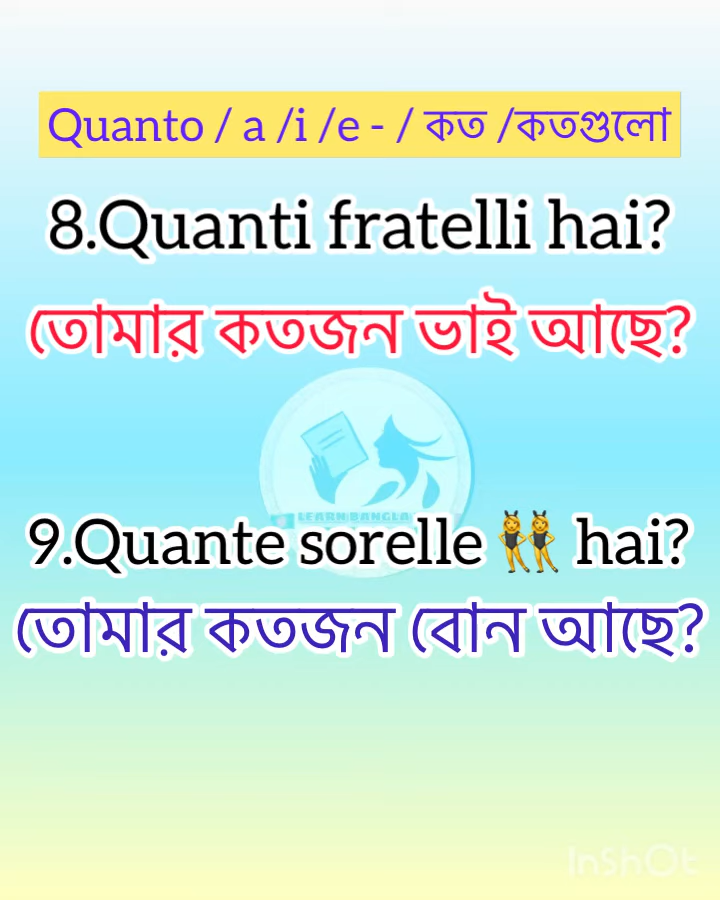 Quanto / a /i /e - / কত /কতগুলো
8.Quanti fratelli hai?
তোমার কতজন ভাই আছে?
LEARN BANGLA
9.Quante sorelle 👯 hai?
তোমার কতজন বোন আছে?
InShOt